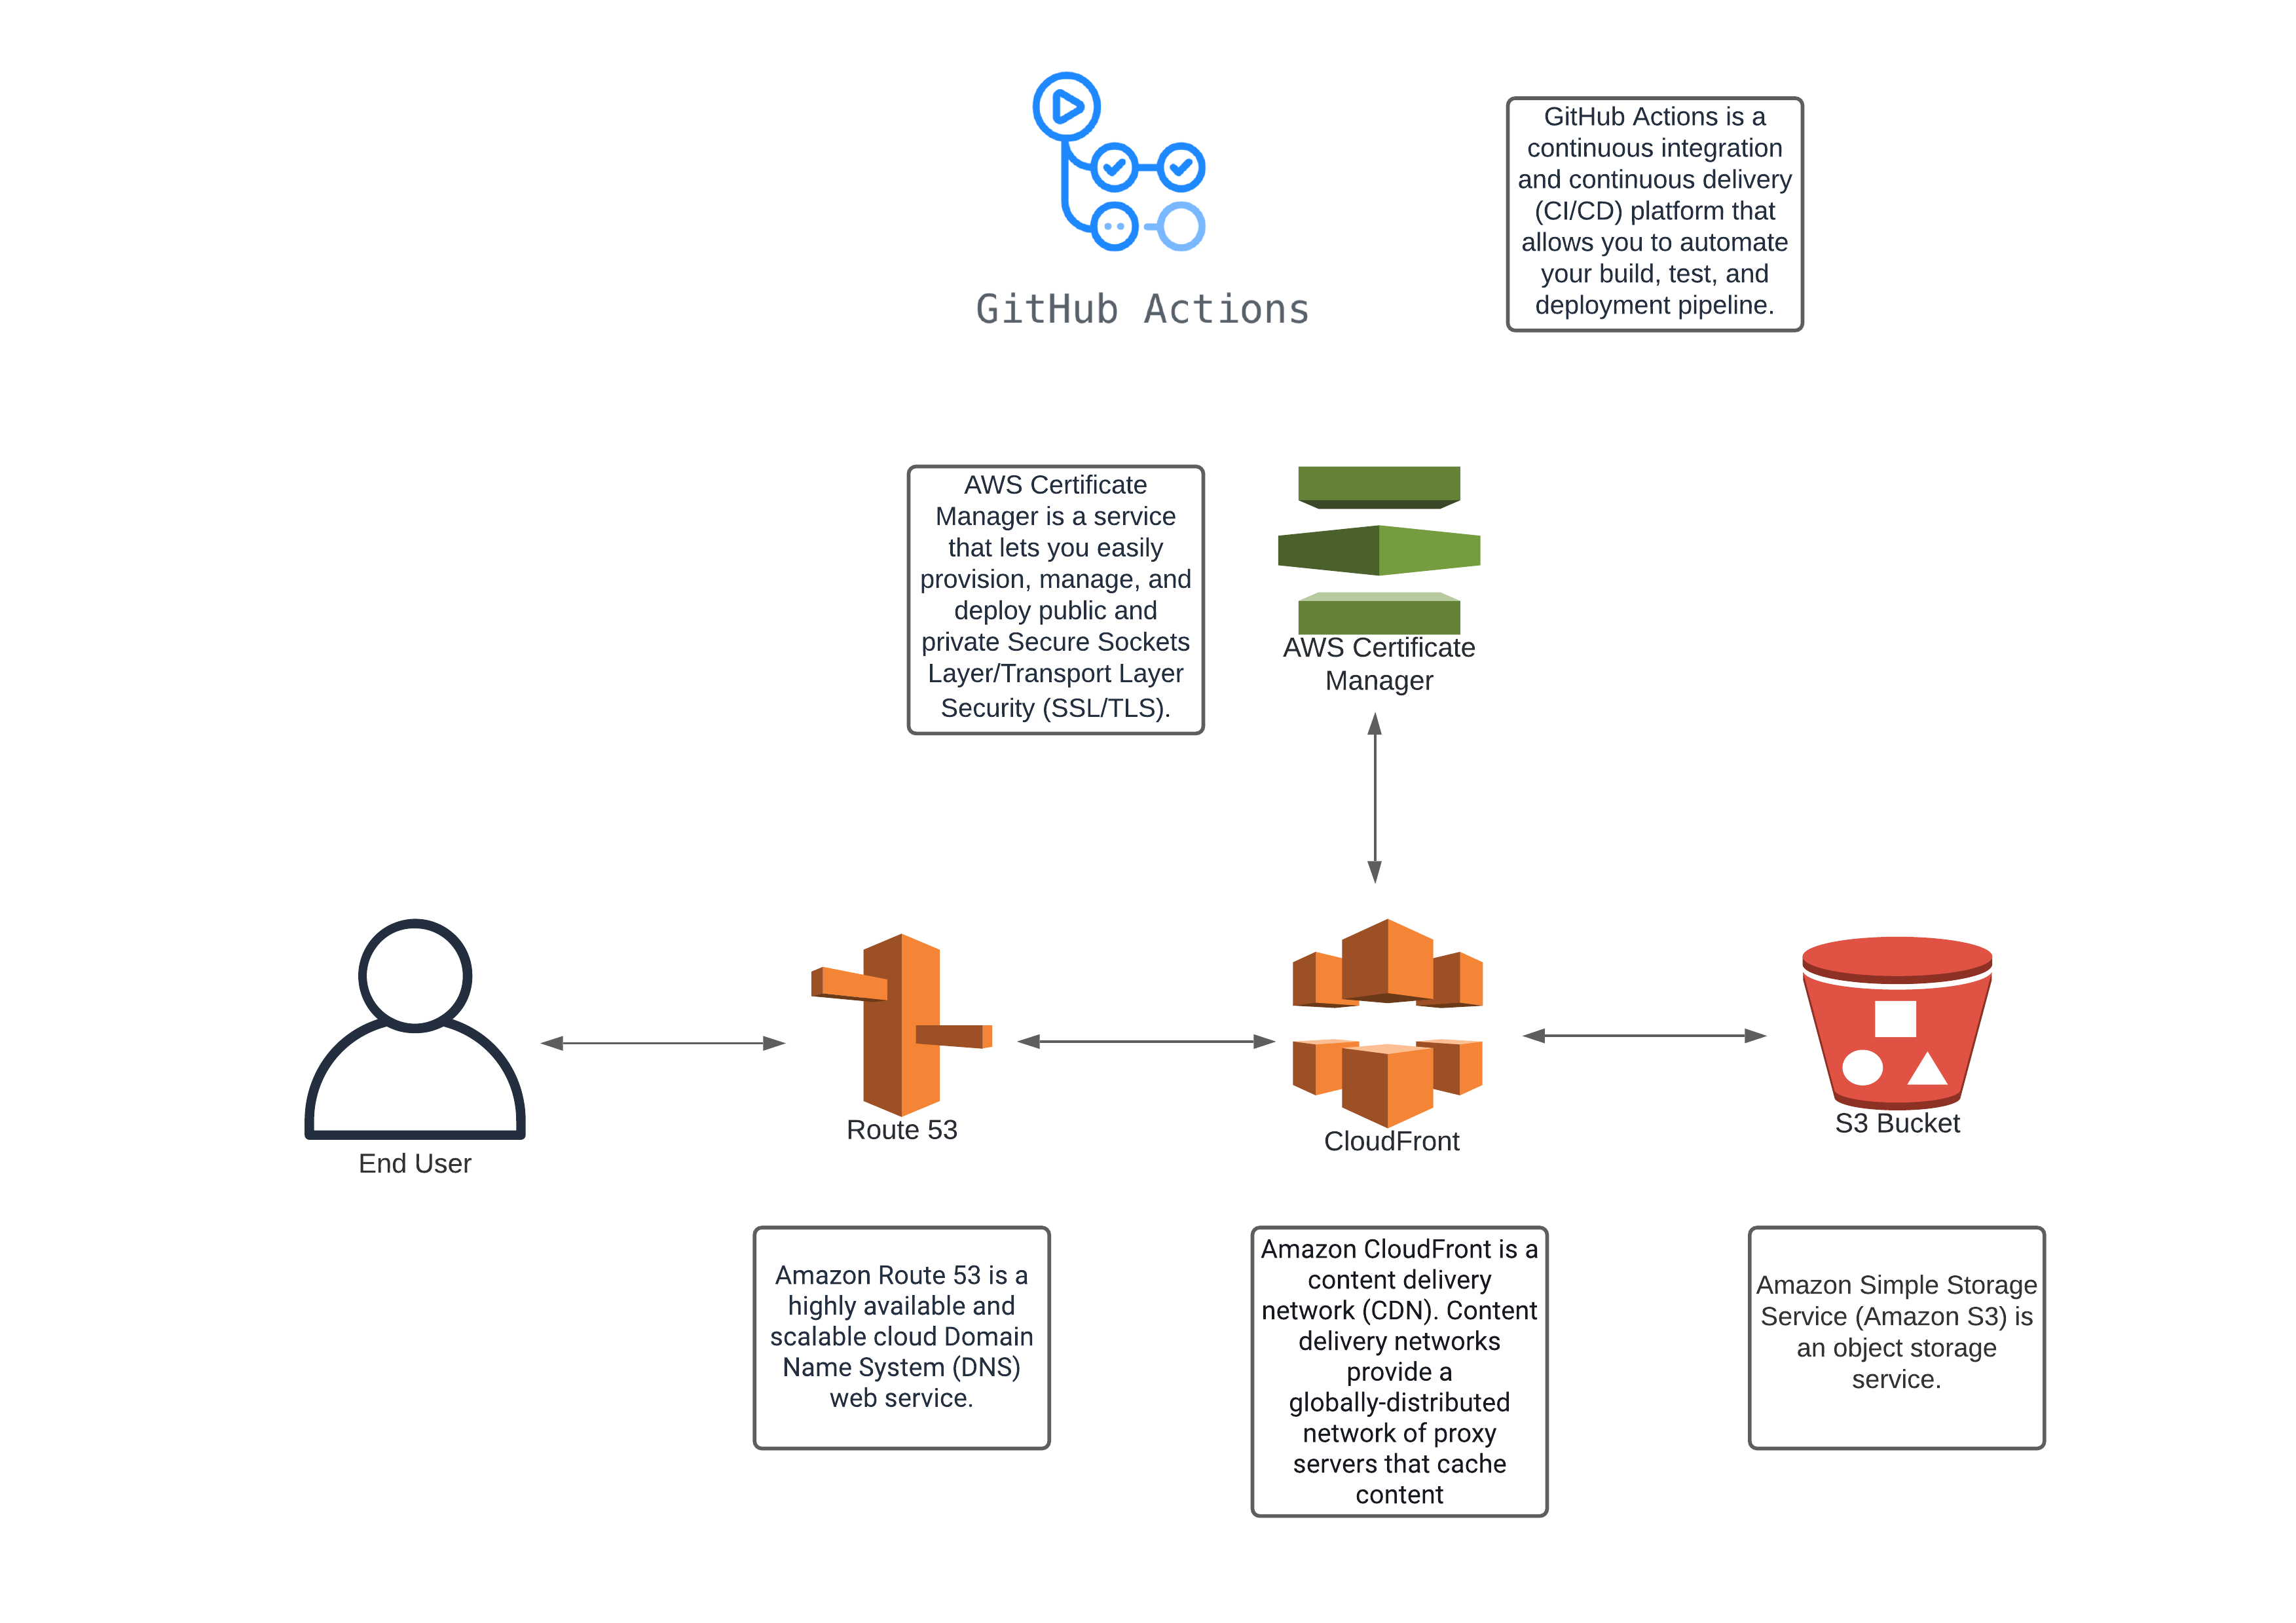 GitHub Actions
GitHub Actions is a
continuous integration
and continuous delivery
(CI/CD) platform that
allows you to automate
your build, test, and
deployment pipeline.
AWS Certificate
Manager is a service
that lets you easily
provision, manage, and
deploy public and
private Secure Sockets
Layer/Transport Layer
Security (SSL/TLS).
AWS Certificate
Manager
End User
Route 53
CloudFront
S3 Bucket
Amazon Route 53 is a
highly available and
scalable cloud Domain
Name System (DNS)
web service.
Amazon CloudFront is a
content delivery
network (CDN). Content
delivery networks
provide a
globally-distributed
network of proxy
servers that cache
content
Amazon Simple Storage
Service (Amazon S3) is
an object storage
service.